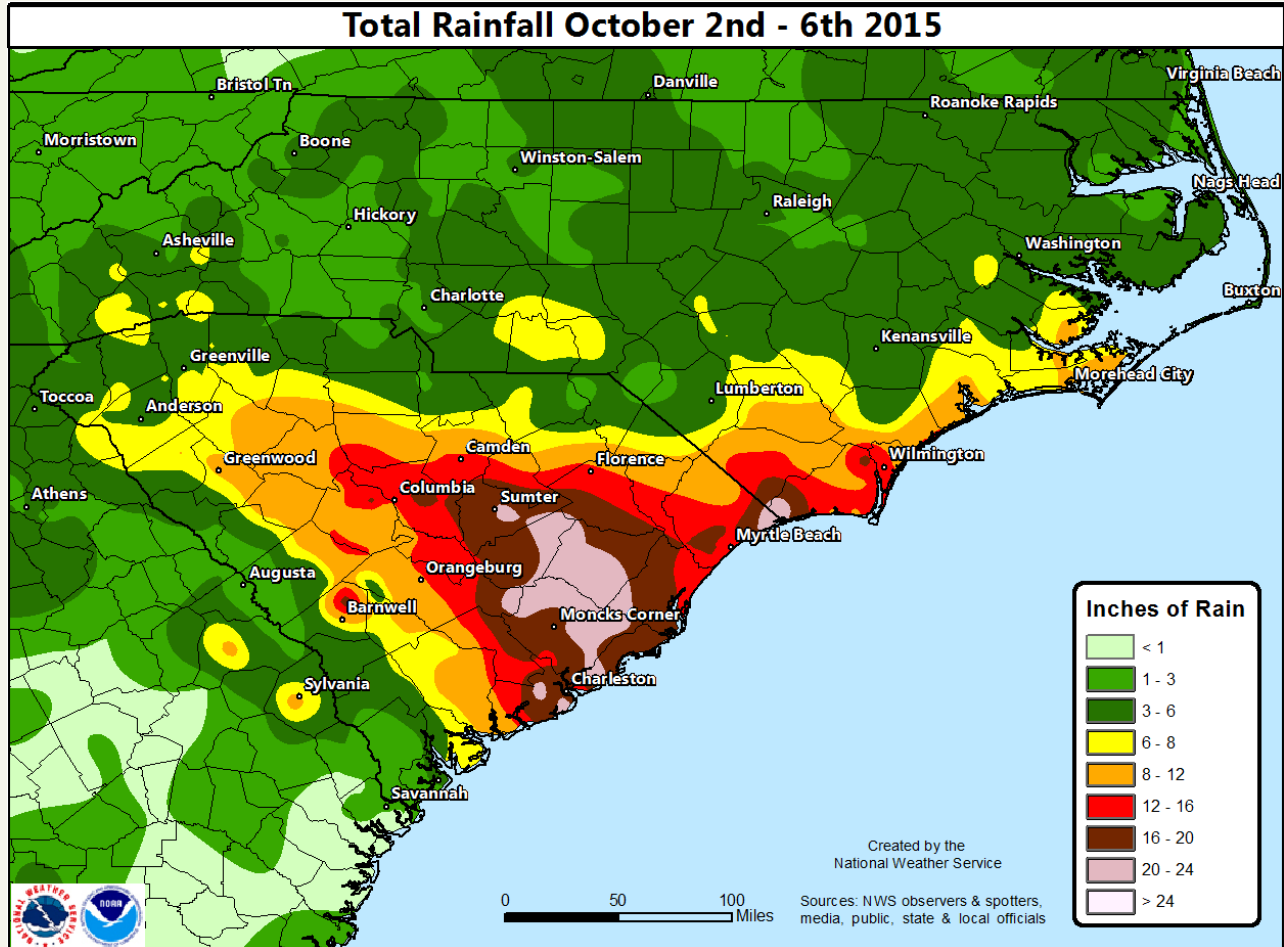 Total Rainfall October 2nd - 6th 2015
Virginia Beach
Bristol Tn
Danville
Roanoke Rapids
Morristown
Boone
Winston-Salem
Nags Head
Raleigh
Hickory
Asheville
Washington
Buxton
Charlotte
Kenansville
Greenville
Morehead City
Toccoa
Lumberton
Anderson
Camden
Wilmington
Greenwood
Florence
Columbia
Athens
Sumter
Myrtle Beach
Augusta
Orangeburg
Barnwell
Moncks Corner
Sylvania
Charleston
Savannah
Inches of Rain
< 1
1 - 3
3 - 6
6 - 8
8 - 12
12 - 16
16 - 20
20 - 24
> 24
Created by the
National Weather Service
Sources: NWS observers & spotters,
media, public, state & local officials
0 50 100
Miles
NATIONAL WEATHER SERVICE
NOAA